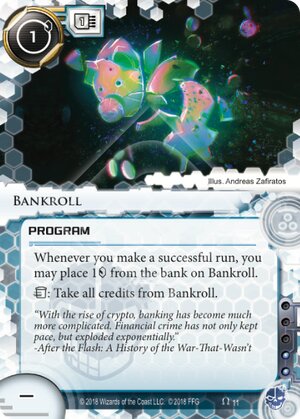 1
1
Illus. Andreas Zafiratos
BANKROLL
PROGRAM
Whenever you make a successful run, you
may place 1 from the bank on Bankroll.
: Take all credits from Bankroll.
“With the rise of crypto, banking has become much
more complicated. Financial crime has not only kept
pace, but exploded exponentially.”
-After the Flash: A History of the War-That-Wasn't
–
© 2018 Wizards of the Coast LLC. © 2018 FFG
Ω 11